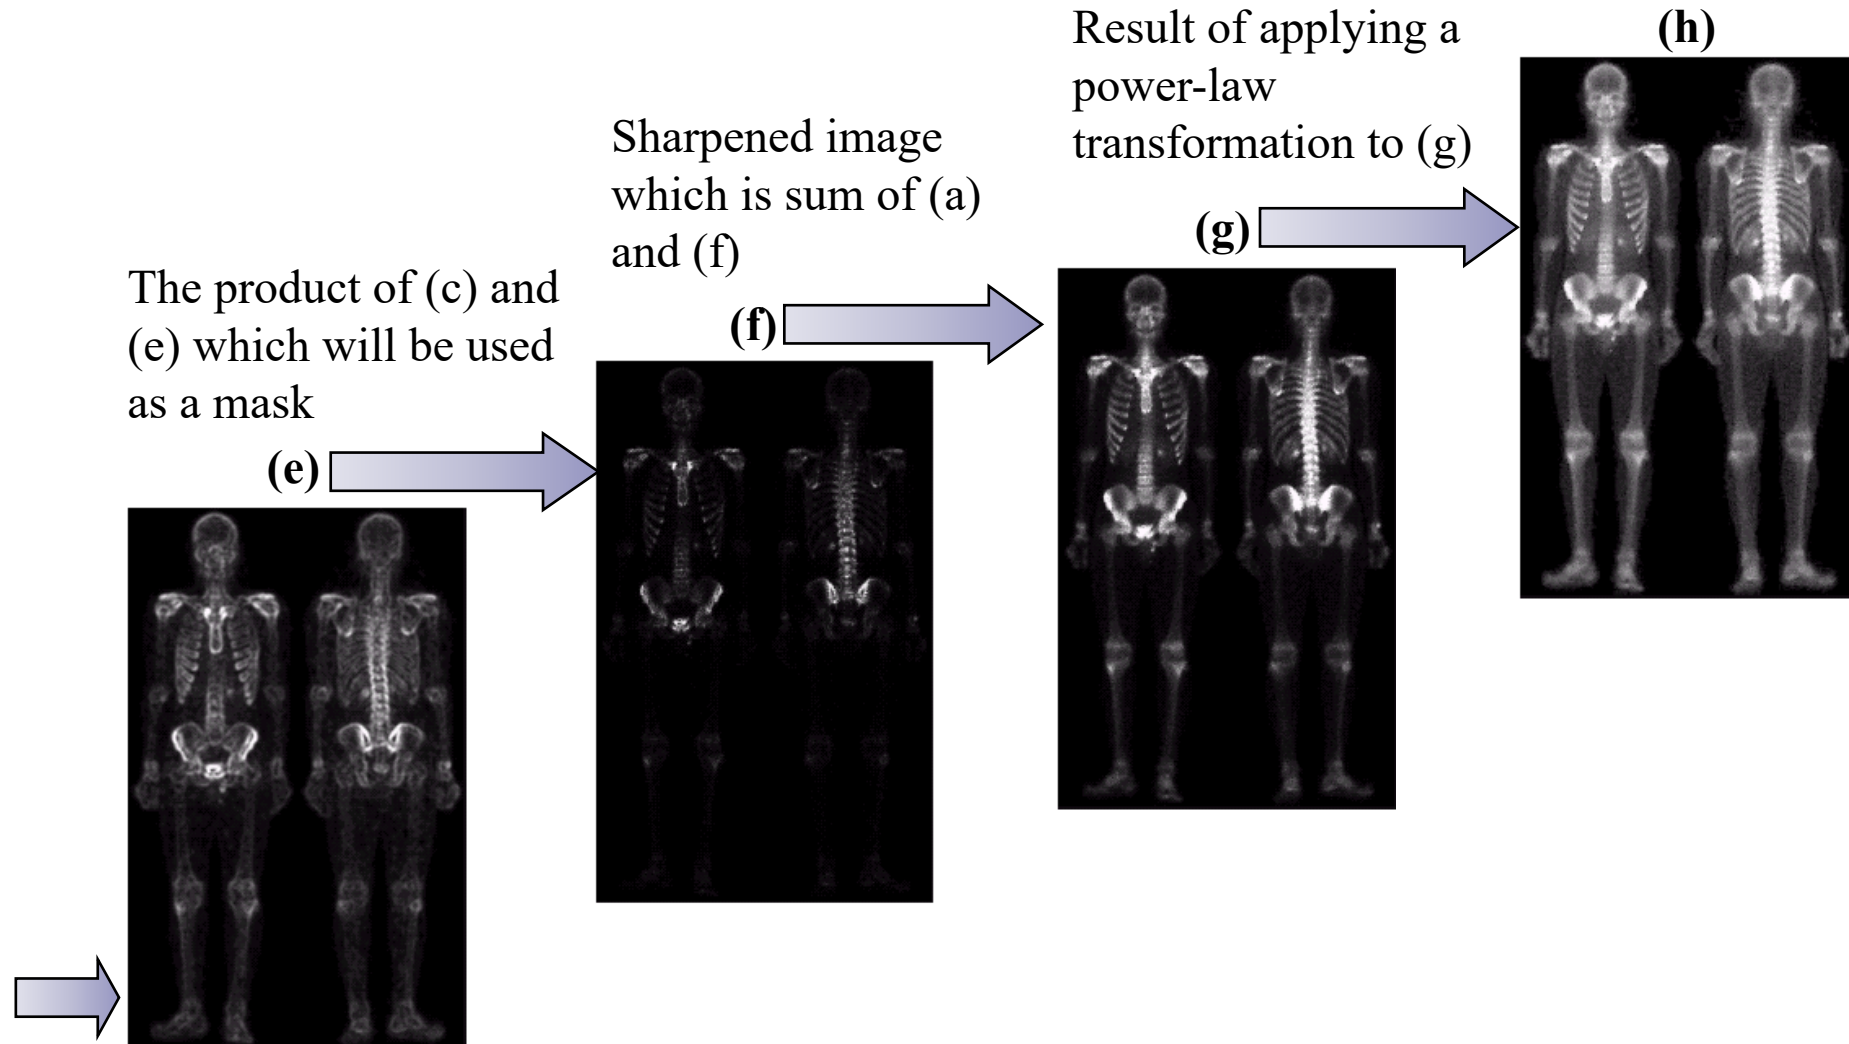 Result of applying a
power-law
transformation to (g)
(h)
Sharpened image
which is sum of (a)
and (f)
(g)
The product of (c) and
(e) which will be used
as a mask
(f)
(e)